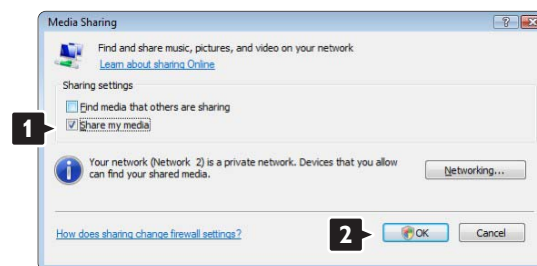 Media Sharing
Find and share music, pictures, and video on your network
Learn about sharing Online
Sharing settings
Find media that others are sharing
1
Share my media
Your network (Network 2) is a private network. Devices that you allow
can find your shared media.
Networking...
How does sharing change firewall settings?
2
OK
Cancel